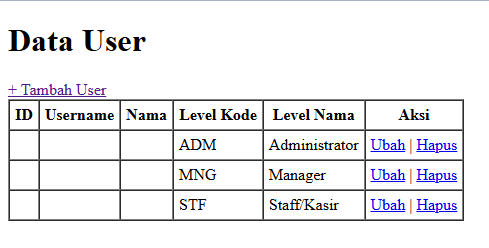 Data User
+ Tambah User
ID Username Nama Level Kode Level Nama Aksi
ADM Administrator Ubah | Hapus
MNG Manager Ubah | Hapus
STF Staff/Kasir Ubah | Hapus